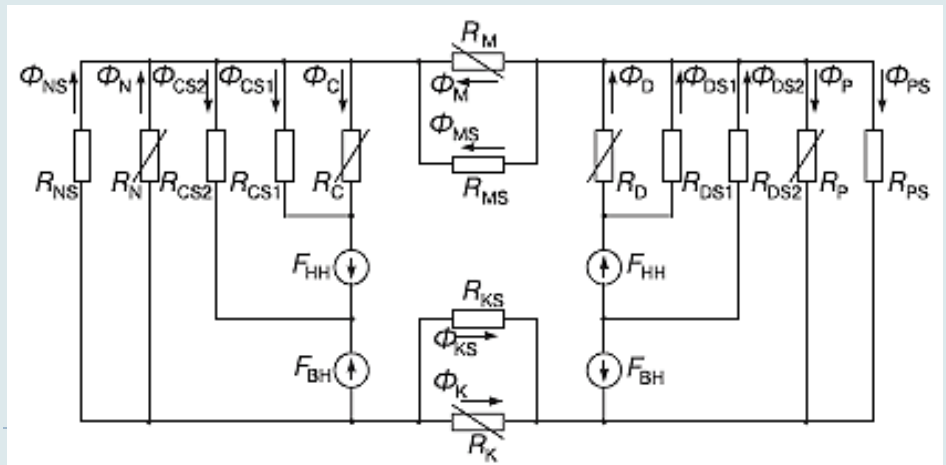 R_M
Φ_NS Φ_N Φ_CS2 Φ_CS1 Φ_C Φ_M Φ_D Φ_DS1 Φ_DS2 Φ_P Φ_PS
Φ_MS
R_NS R_N R_CS2 R_CS1 R_C R_MS R_D R_DS1 R_DS2 R_P R_PS
F_HH F_HH
R_KS
Φ_KS
F_BH F_BH
Φ_K
R_K